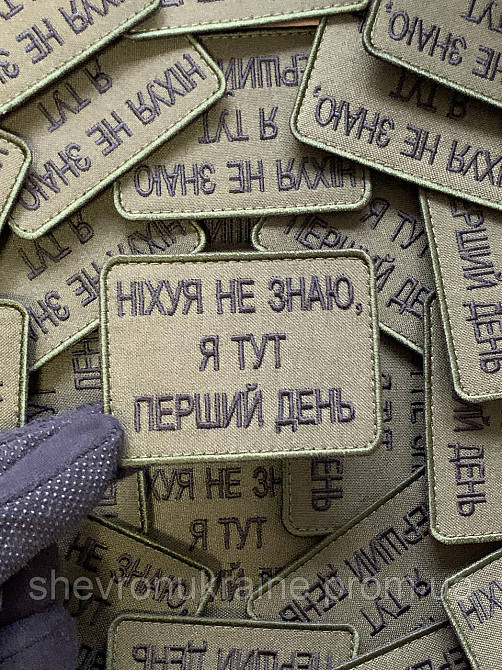 НІХУЯ НЕ ЗНАЮ,
Я ТУТ
ПЕРШИЙ ДЕНЬ
shevronukraine.prom.ua